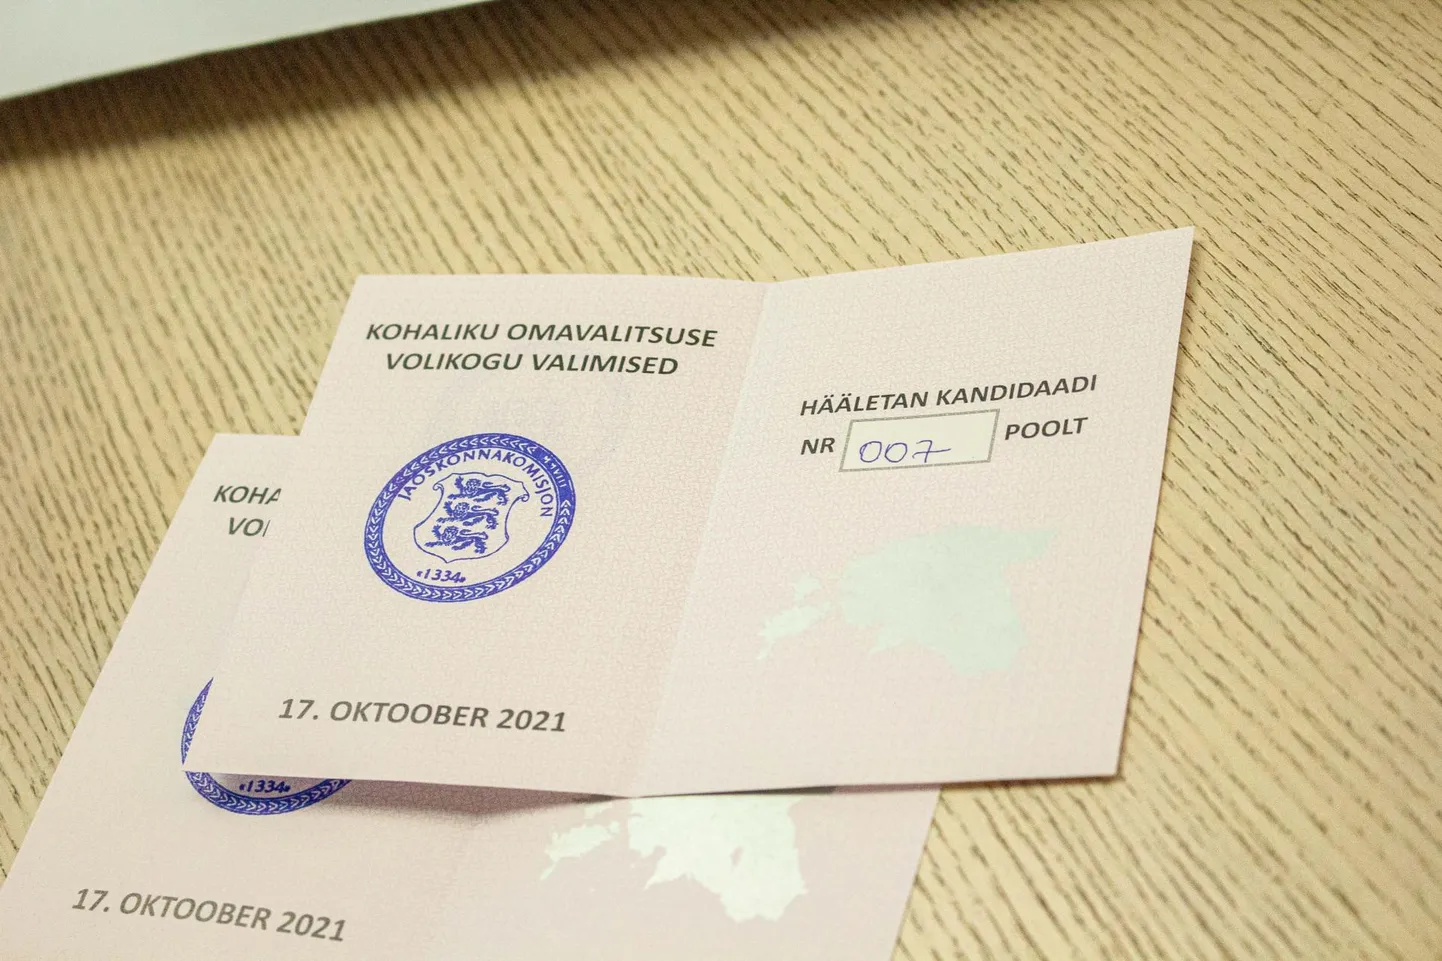 KOHALIKU OMAVALITSUSE
VOLIKOGU VALIMISED
JAOSKONNAKOMISJON
«1334»
17. OKTOOBER 2021
HÄÄLETAN KANDIDAADI
NR 007 POOLT
KOHA
VO
«1334»
17. OKTOOBER 2021